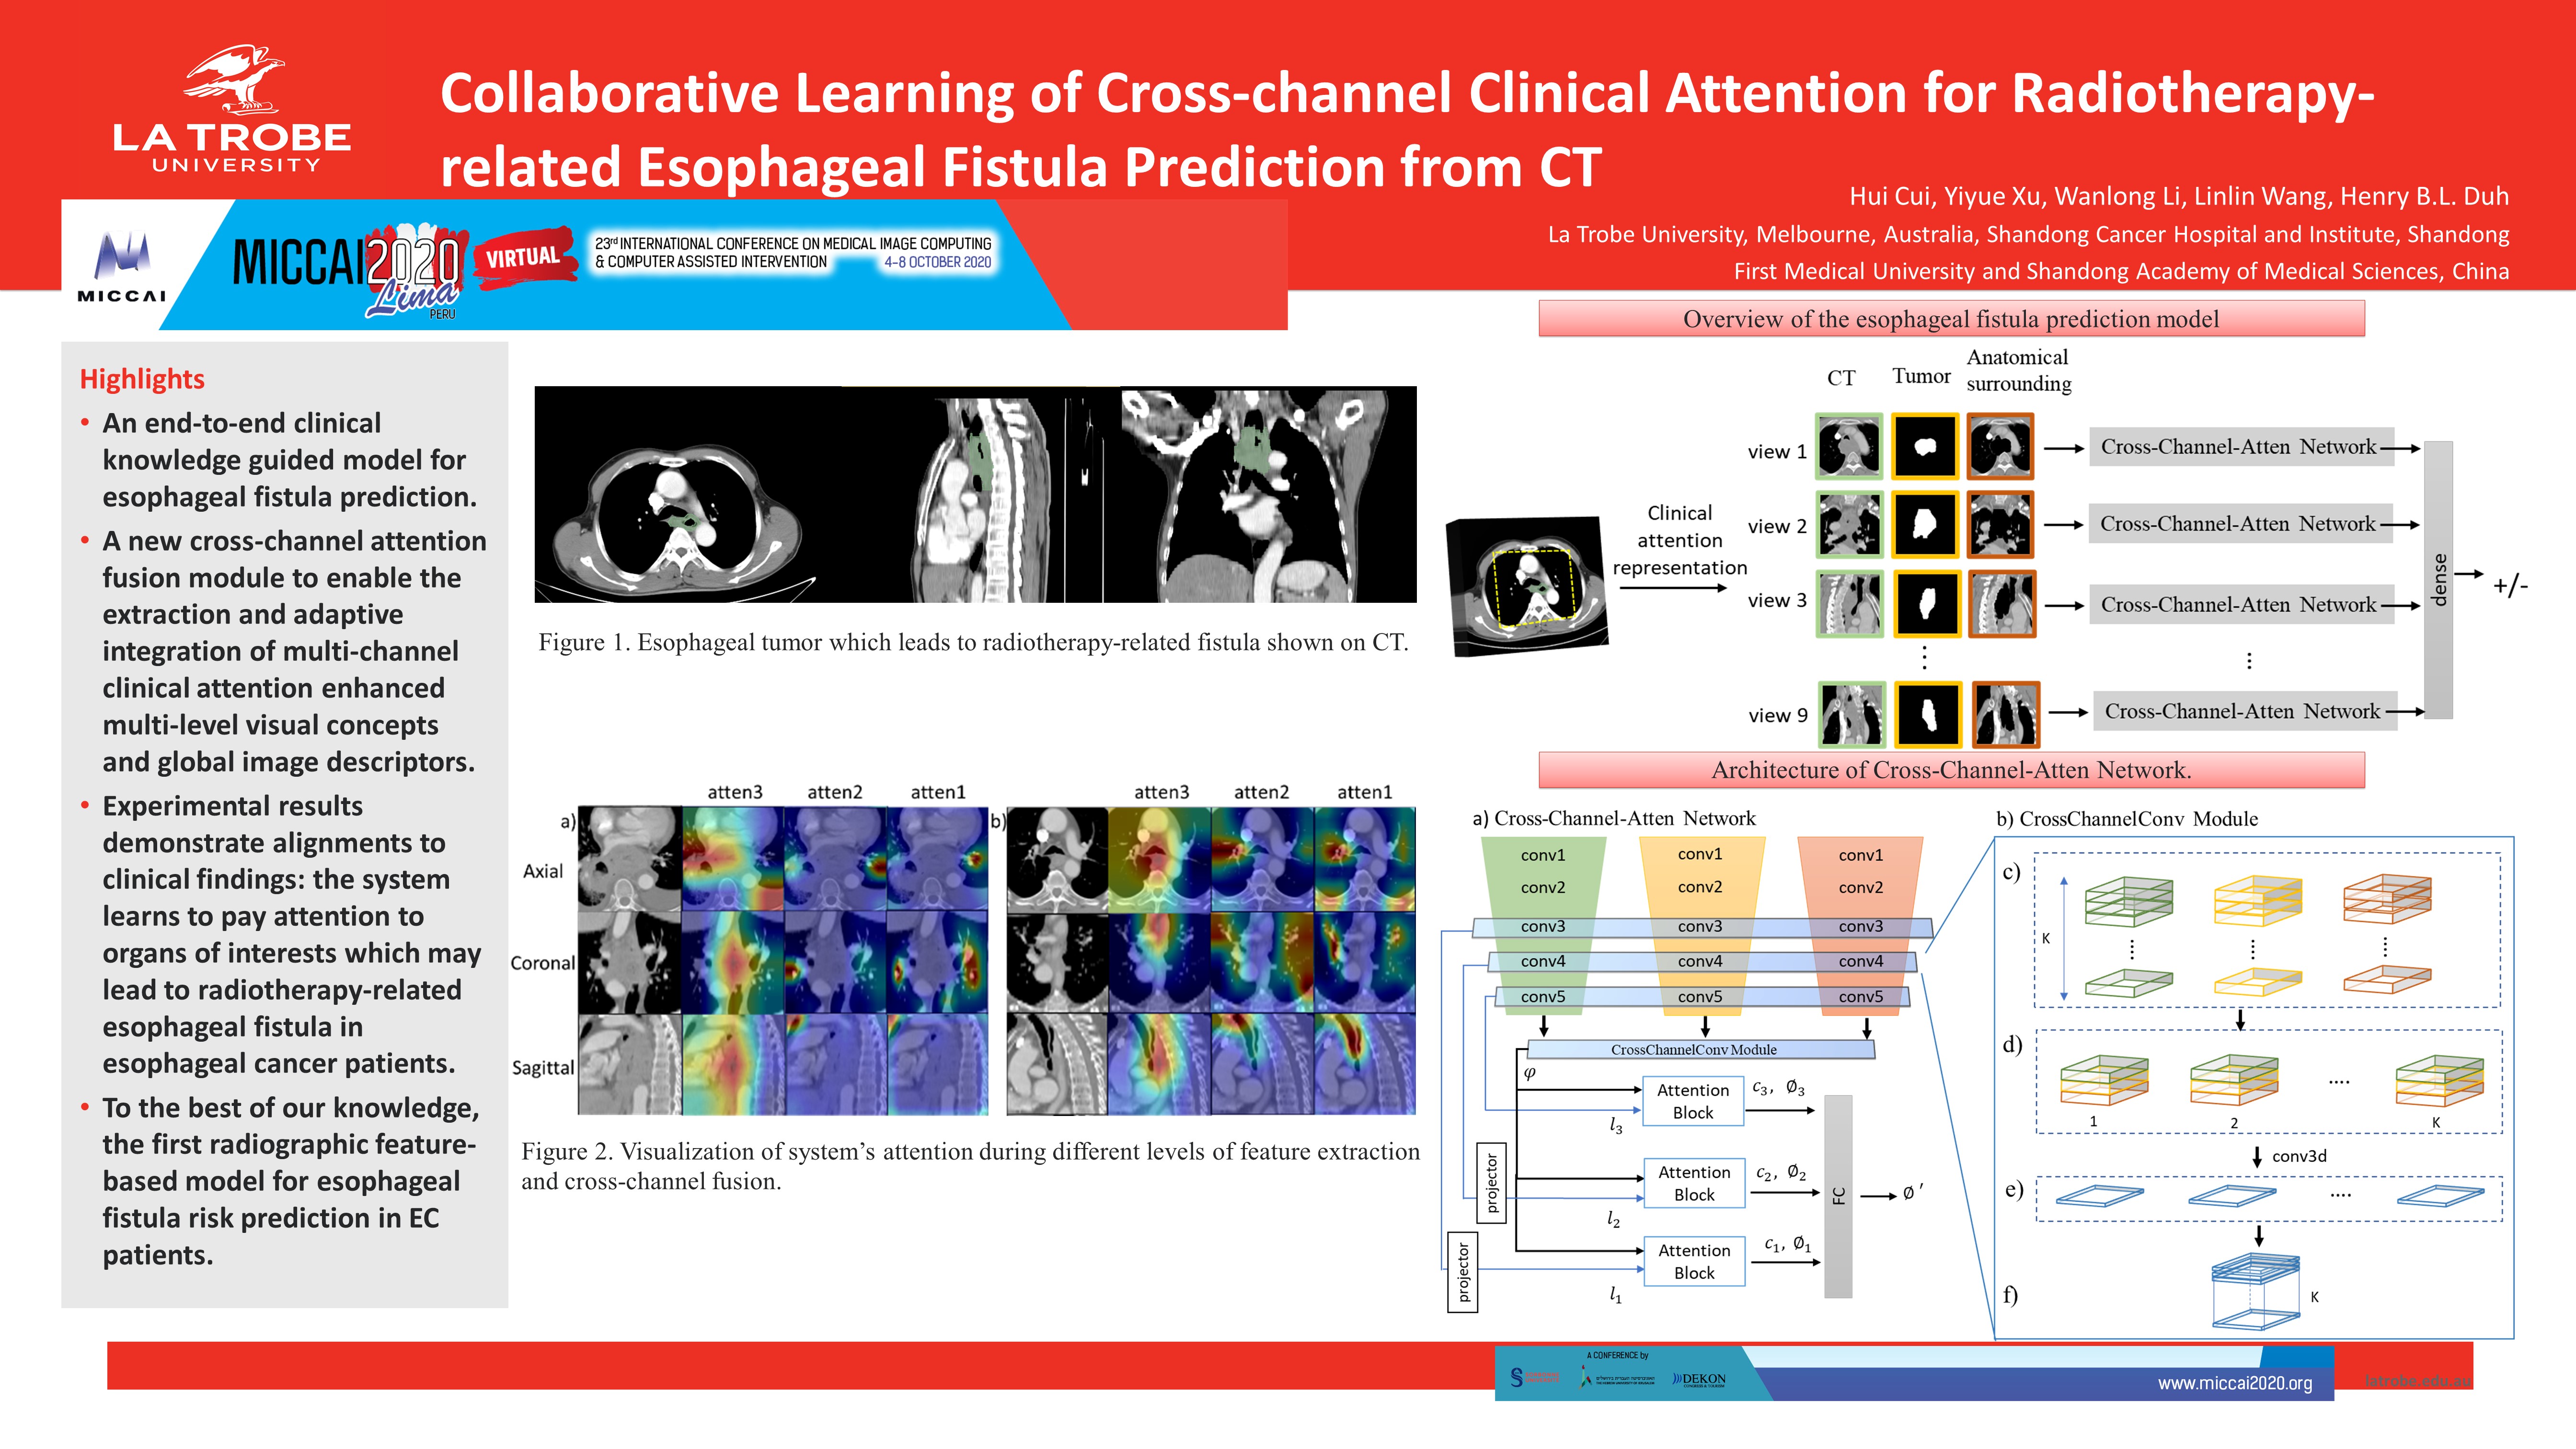 LA TROBE
UNIVERSITY
Collaborative Learning of Cross-channel Clinical Attention for Radiotherapy-
related Esophageal Fistula Prediction from CT
Hui Cui, Yiyue Xu, Wanlong Li, Linlin Wang, Henry B.L. Duh
La Trobe University, Melbourne, Australia, Shandong Cancer Hospital and Institute, Shandong
First Medical University and Shandong Academy of Medical Sciences, China
MICCAI
MICCAI2020
Lima
PERU
VIRTUAL
23rd INTERNATIONAL CONFERENCE ON MEDICAL IMAGE COMPUTING
& COMPUTER ASSISTED INTERVENTION
4-8 OCTOBER 2020
Highlights
• An end-to-end clinical
knowledge guided model for
esophageal fistula prediction.
• A new cross-channel attention
fusion module to enable the
extraction and adaptive
integration of multi-channel
clinical attention enhanced
multi-level visual concepts
and global image descriptors.
• Experimental results
demonstrate alignments to
clinical findings: the system
learns to pay attention to
organs of interests which may
lead to radiotherapy-related
esophageal fistula in
esophageal cancer patients.
• To the best of our knowledge,
the first radiographic feature-
based model for esophageal
fistula risk prediction in EC
patients.
Figure 1. Esophageal tumor which leads to radiotherapy-related fistula shown on CT.
atten3 atten2 atten1
atten3 atten2 atten1
a)
b)
Axial
Coronal
Sagittal
Figure 2. Visualization of system's attention during different levels of feature extraction
and cross-channel fusion.
Overview of the esophageal fistula prediction model
CT
Tumor
Anatomical
surrounding
Clinical
attention
representation
view 1
Cross-Channel-Atten Network
view 2
Cross-Channel-Atten Network
view 3
Cross-Channel-Atten Network
view 9
Cross-Channel-Atten Network
dense
+/-
Architecture of Cross-Channel-Atten Network.
a) Cross-Channel-Atten Network
conv1 conv1 conv1
conv2 conv2 conv2
conv3 conv3 conv3
conv4 conv4 conv4
conv5 conv5 conv5
CrossChannelConv Module
φ
Attention
Block
c3, Ø3
l3
projector
Attention
Block
c2, Ø2
l2
projector
Attention
Block
c1, Ø1
l1
FC
Ø′
b) CrossChannelConv Module
c)
K
d)
1 2 .... K
conv3d
e)
....
f)
K
A CONFERENCE by
DEKON
www.miccai2020.org
latrobe.edu.au